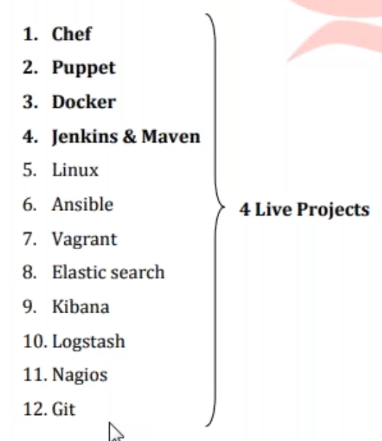 1. Chef
2. Puppet
3. Docker
4. Jenkins & Maven
5. Linux
6. Ansible
4 Live Projects
7. Vagrant
8. Elastic search
9. Kibana
10. Logstash
11. Nagios
12. Git